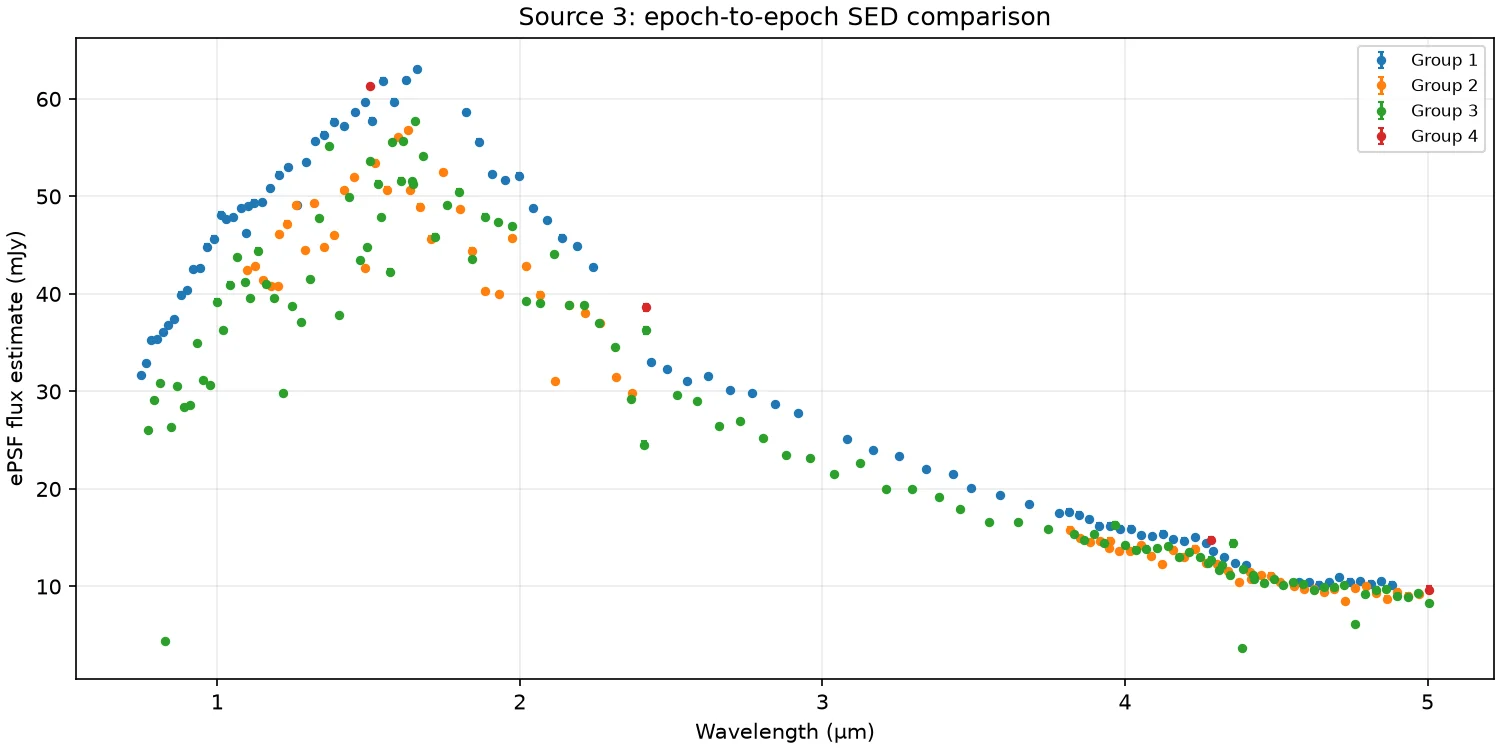 Source 3: epoch-to-epoch SED comparison
ePSF flux estimate (mJy)
60
50
40
30
20
10
Group 1
Group 2
Group 3
Group 4
1 2 3 4 5
Wavelength (μm)